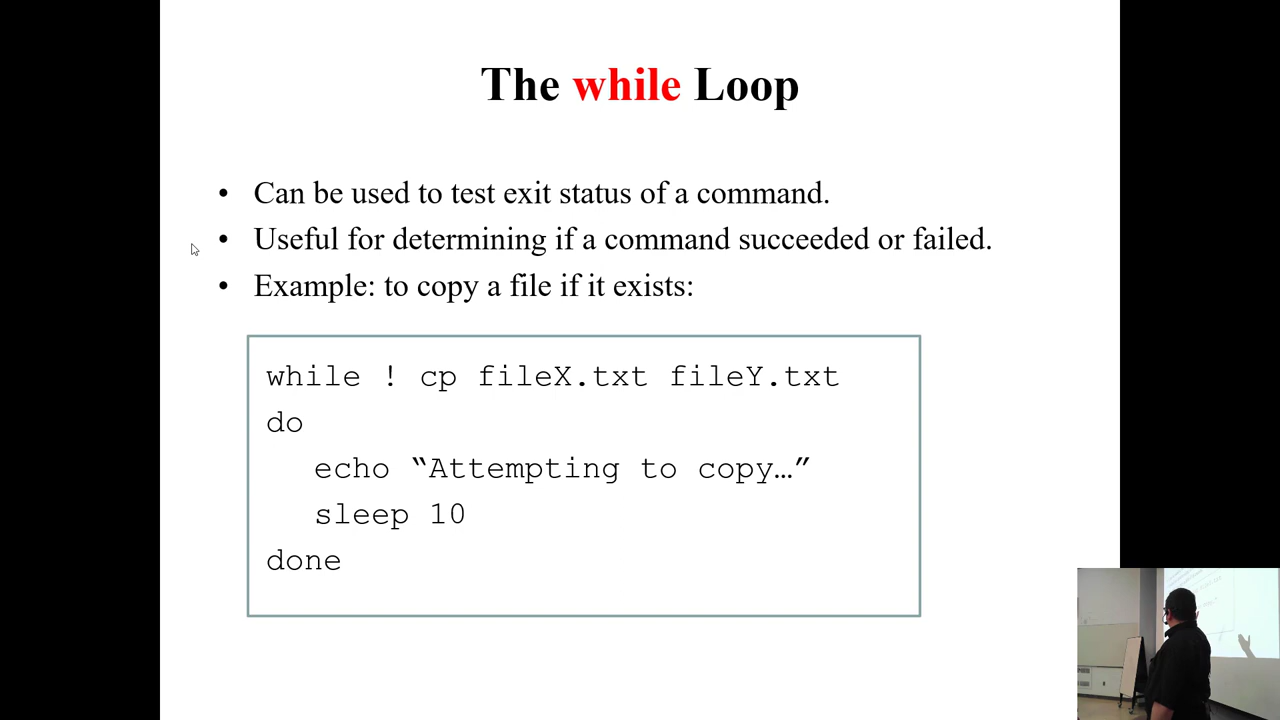 The while Loop
• Can be used to test exit status of a command.
• Useful for determining if a command succeeded or failed.
• Example: to copy a file if it exists:
while ! cp fileX.txt fileY.txt
do
echo “Attempting to copy…”
sleep 10
done